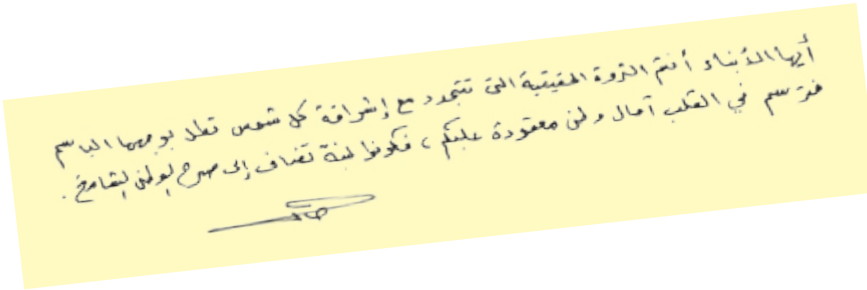 أيها الأبناء أنتم الثروة الحقيقية التي تتجدد مع إشراقة كل شمس تطل بوجهها الباسم
فترسم في القلب آمال وطن معقودة عليكم ، فكونوا لبنة تضاف إلى صرح الوطن الشامخ .